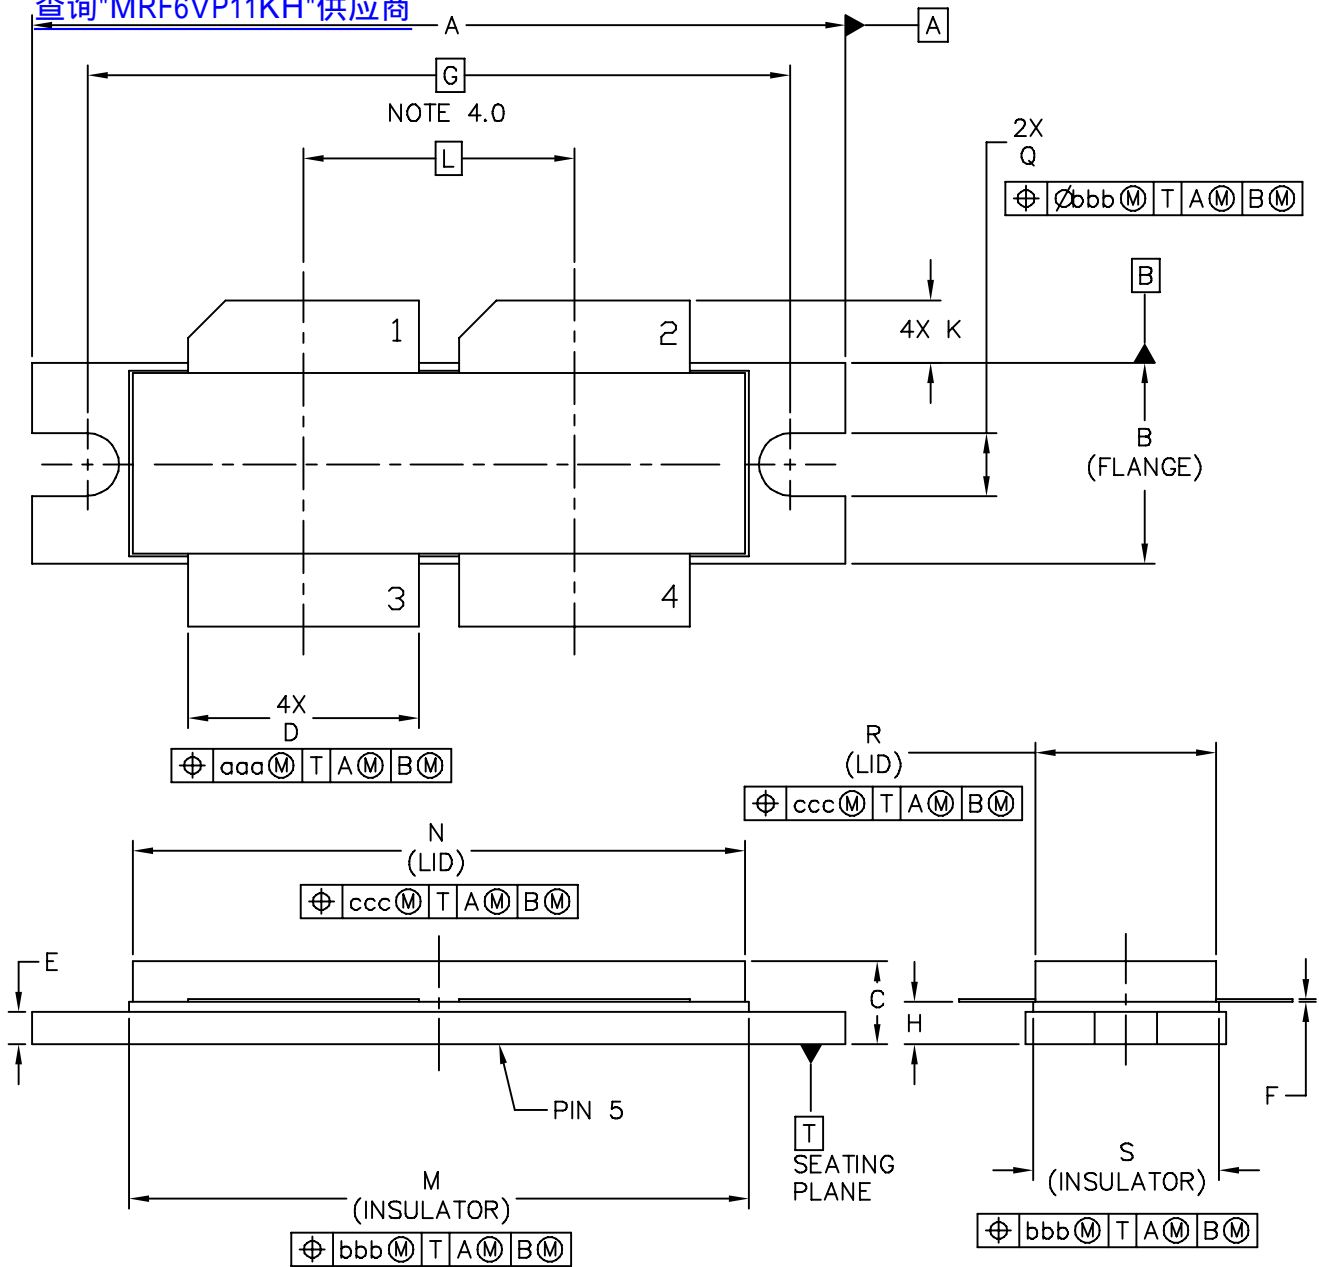 查询"MRF6VP11KH"供应商
A
A
G
NOTE 4.0
L
2X
Q
⌖ Øbbb Ⓜ T A Ⓜ B Ⓜ
B
1
2
4X K
B
(FLANGE)
3
4
4X
D
⌖ aaa Ⓜ T A Ⓜ B Ⓜ
R
(LID)
⌖ ccc Ⓜ T A Ⓜ B Ⓜ
N
(LID)
⌖ ccc Ⓜ T A Ⓜ B Ⓜ
E
C
H
F
PIN 5
T
SEATING
PLANE
M
(INSULATOR)
⌖ bbb Ⓜ T A Ⓜ B Ⓜ
S
(INSULATOR)
⌖ bbb Ⓜ T A Ⓜ B Ⓜ